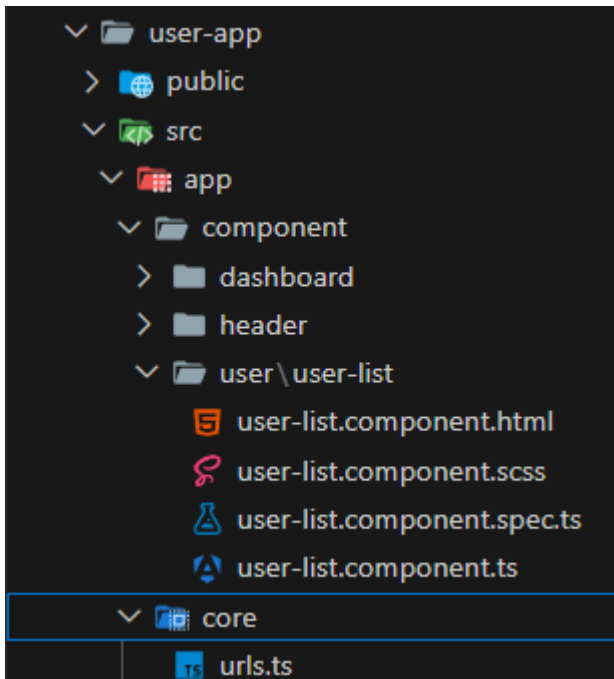 user-app
public
src
app
component
dashboard
header
user\user-list
user-list.component.html
user-list.component.scss
user-list.component.spec.ts
user-list.component.ts
core
TS urls.ts